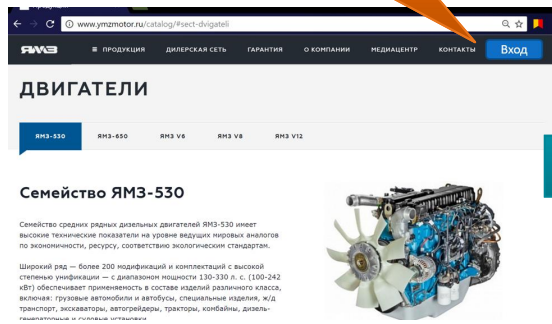 www.ymzmotor.ru/catalog/#sect-dvigateli
ЯМЗ
≡ ПРОДУКЦИЯ ДИЛЕРСКАЯ СЕТЬ ГАРАНТИЯ О КОМПАНИИ МЕДИАЦЕНТР КОНТАКТЫ Вход
ДВИГАТЕЛИ
ЯМЗ-530 ЯМЗ-650 ЯМЗ V6 ЯМЗ V8 ЯМЗ V12
Семейство ЯМЗ-530
Семейство средних рядных дизельных двигателей ЯМЗ-530 имеет
высокие технические показатели на уровне ведущих мировых аналогов
по экономичности, ресурсу, соответствию экологическим стандартам.
Широкий ряд — более 200 модификаций и комплектаций с высокой
степенью унификации — с диапазоном мощности 130-330 л. с. (100-242
кВт) обеспечивает применяемость в составе изделий различного класса,
включая: грузовые автомобили и автобусы, специальные изделия, ж/д
транспорт, экскаваторы, автогрейдеры, тракторы, комбайны, дизель-
генераторные и судовые установки.